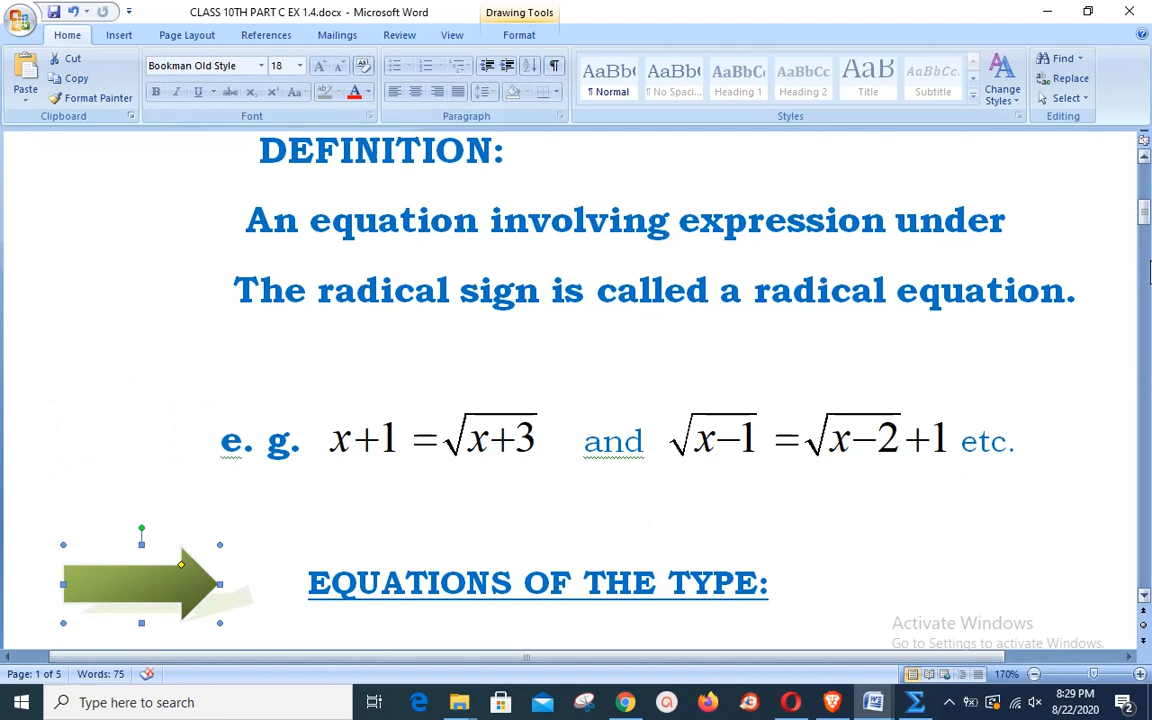 CLASS 10TH PART C EX 1.4.docx - Microsoft Word
Drawing Tools
Home Insert Page Layout References Mailings Review View Format
Paste
Cut
Copy
Format Painter
Clipboard
Bookman Old Style 18
Font
Paragraph
AaBbC ¶ Normal
AaBbCc ¶ No Spaci...
AaBbCc Heading 1
AaBbCc Heading 2
AaB Title
AaBbCc. Subtitle
Change Styles
Styles
Find
Replace
Select
Editing
DEFINITION:
An equation involving expression under
The radical sign is called a radical equation.
e. g. x+1 =√x+3 and √x−1 =√x−2+1 etc.
EQUATIONS OF THE TYPE:
Activate Windows
Go to Settings to activate Windows.
Page: 1 of 5 Words: 75 170%
Type here to search
8:29 PM
8/22/2020
2